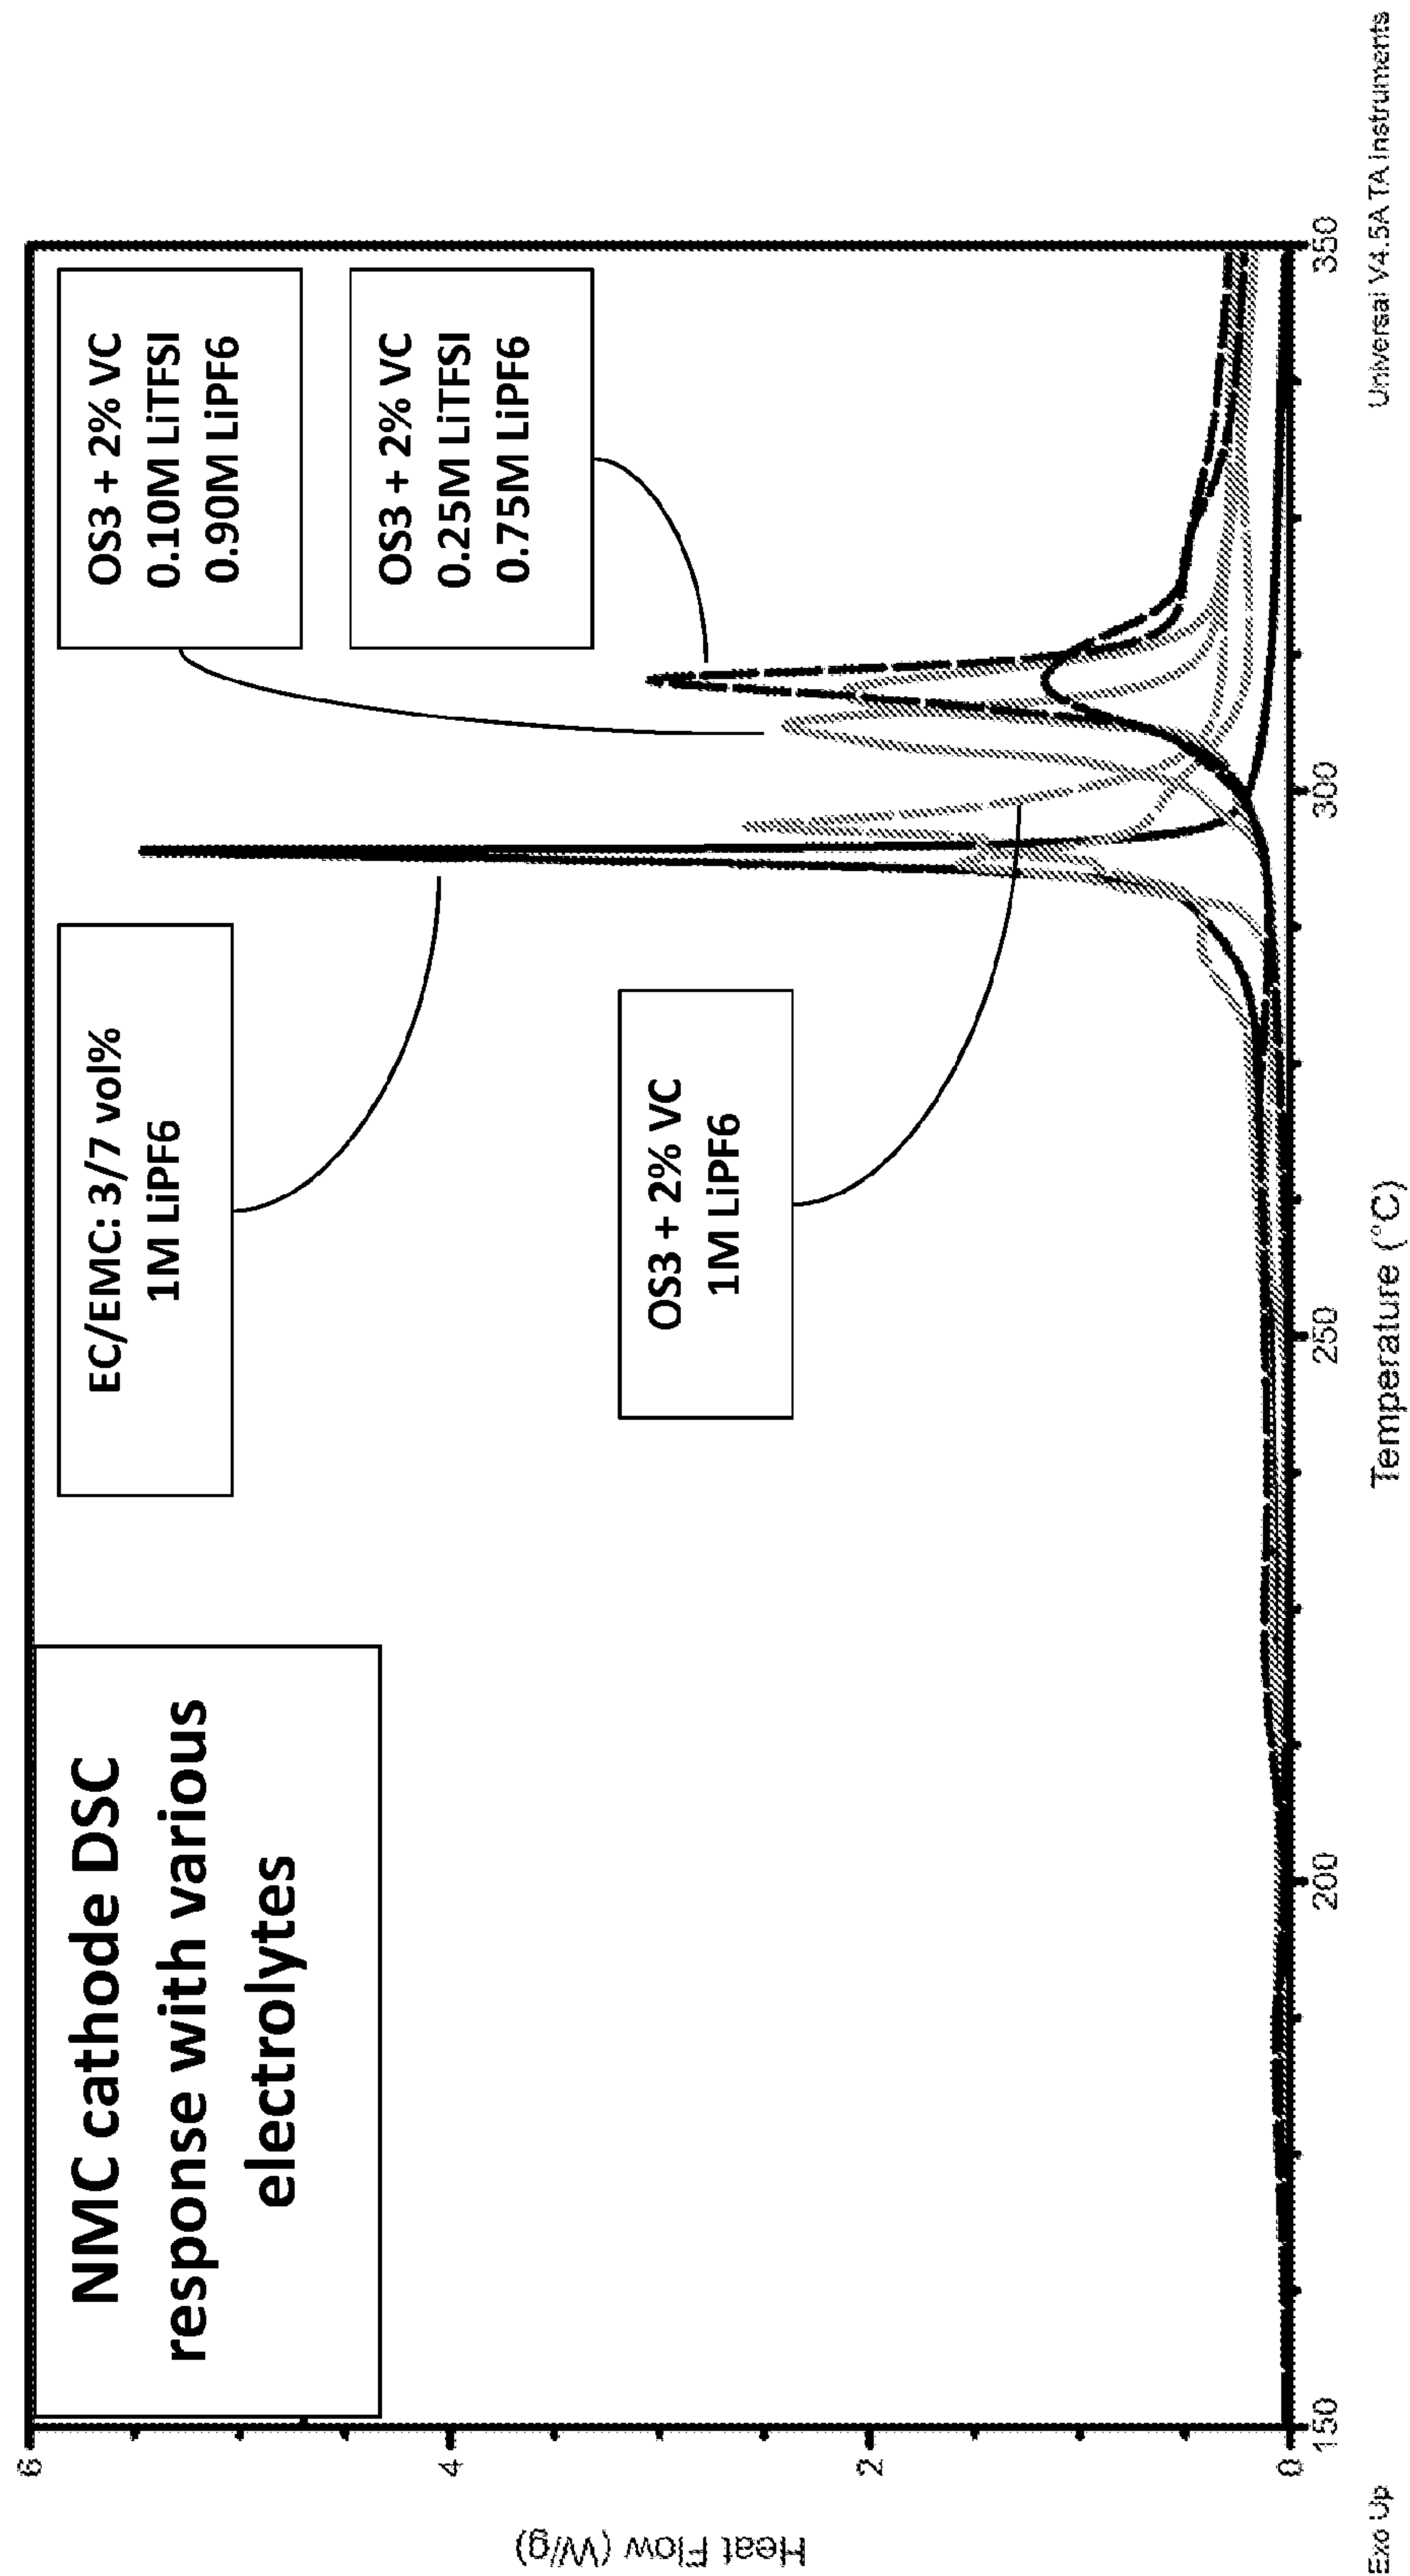 NMC cathode DSC
response with various
electrolytes
EC/EMC: 3/7 vol%
1M LiPF6
OS3 + 2% VC
0.10M LiTFSI
0.90M LiPF6
OS3 + 2% VC
0.25M LiTFSI
0.75M LiPF6
OS3 + 2% VC
1M LiPF6
6
4
2
0
Heat Flow (W/g)
150
200
250
300
350
Temperature (°C)
Exo Up
Universal V4.5A TA Instruments